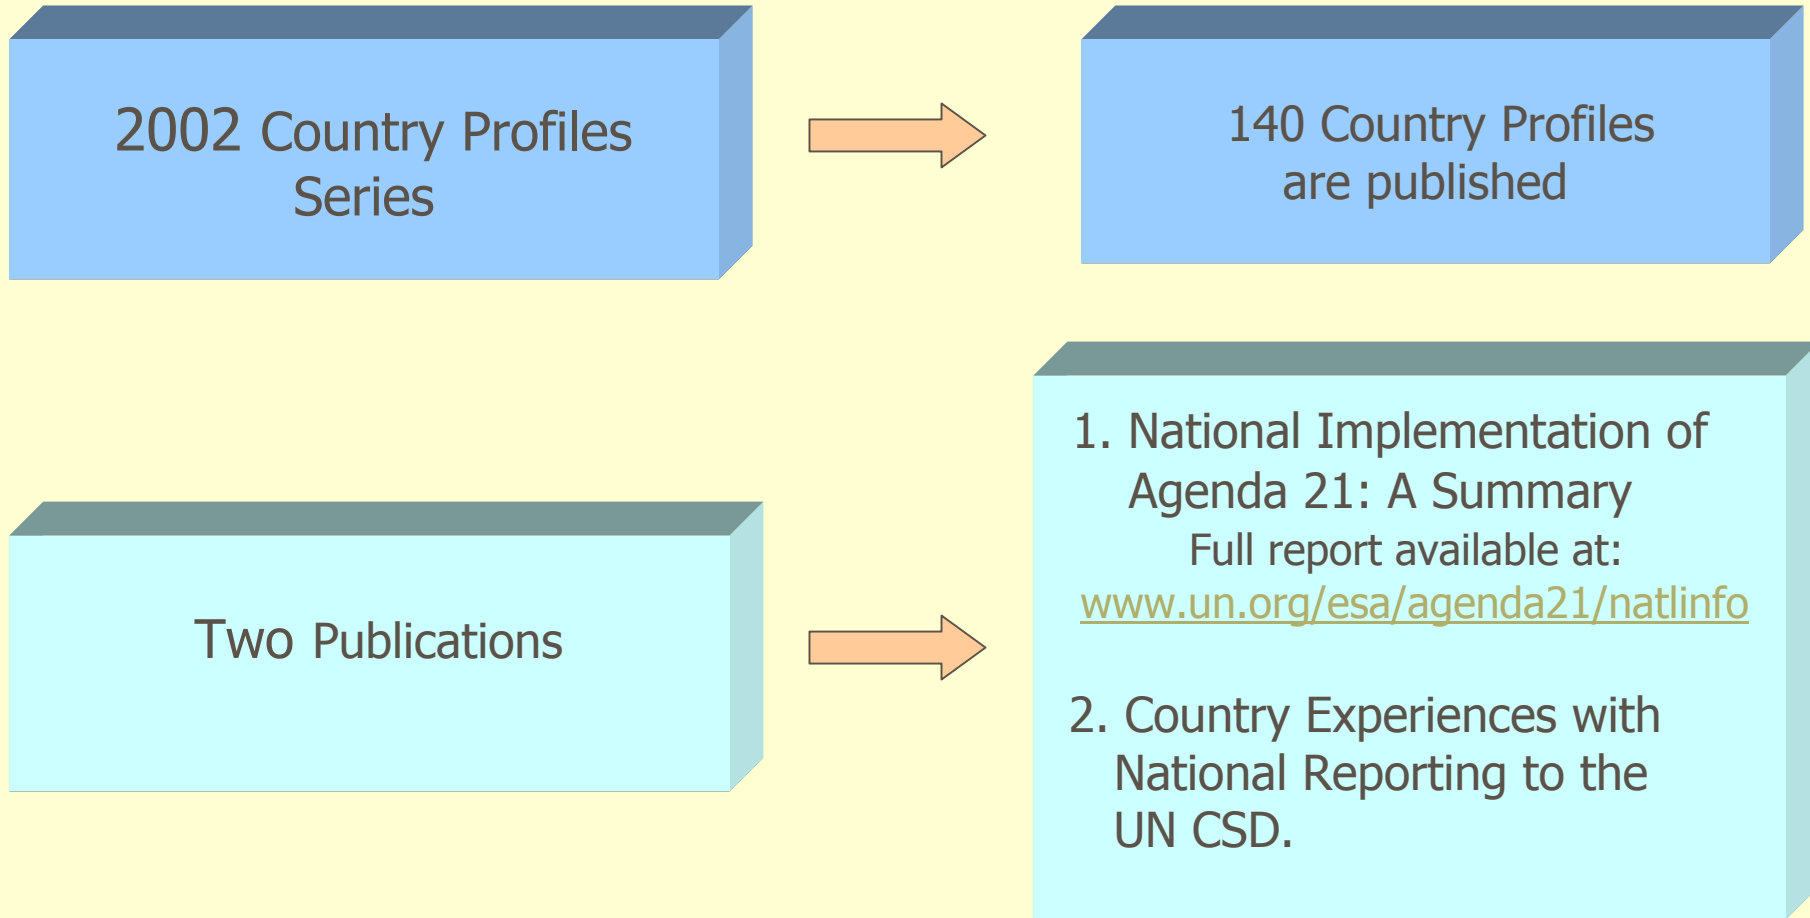 2002 Country Profiles
Series
140 Country Profiles
are published
Two Publications
1. National Implementation of
Agenda 21: A Summary
Full report available at:
www.un.org/esa/agenda21/natlinfo
2. Country Experiences with
National Reporting to the
UN CSD.